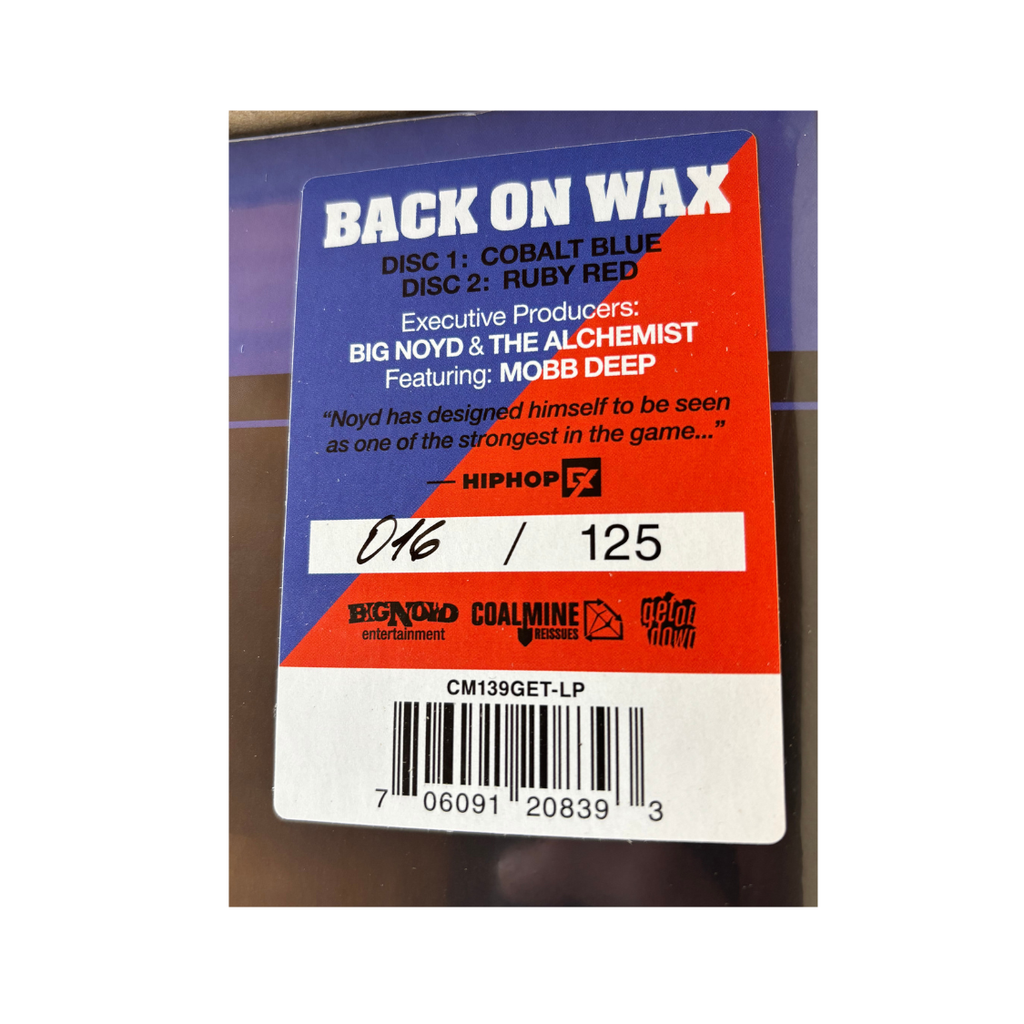 BACK ON WAX
DISC 1: COBALT BLUE
DISC 2: RUBY RED
Executive Producers:
BIG NOYD & THE ALCHEMIST
Featuring: MOBB DEEP
“Noyd has designed himself to be seen
as one of the strongest in the game...”
— HIPHOP DX
016 / 125
BIG NOYD
entertainment
COALMINE
REISSUES
get on
down
CM139GET-LP
7 06091 20839 3